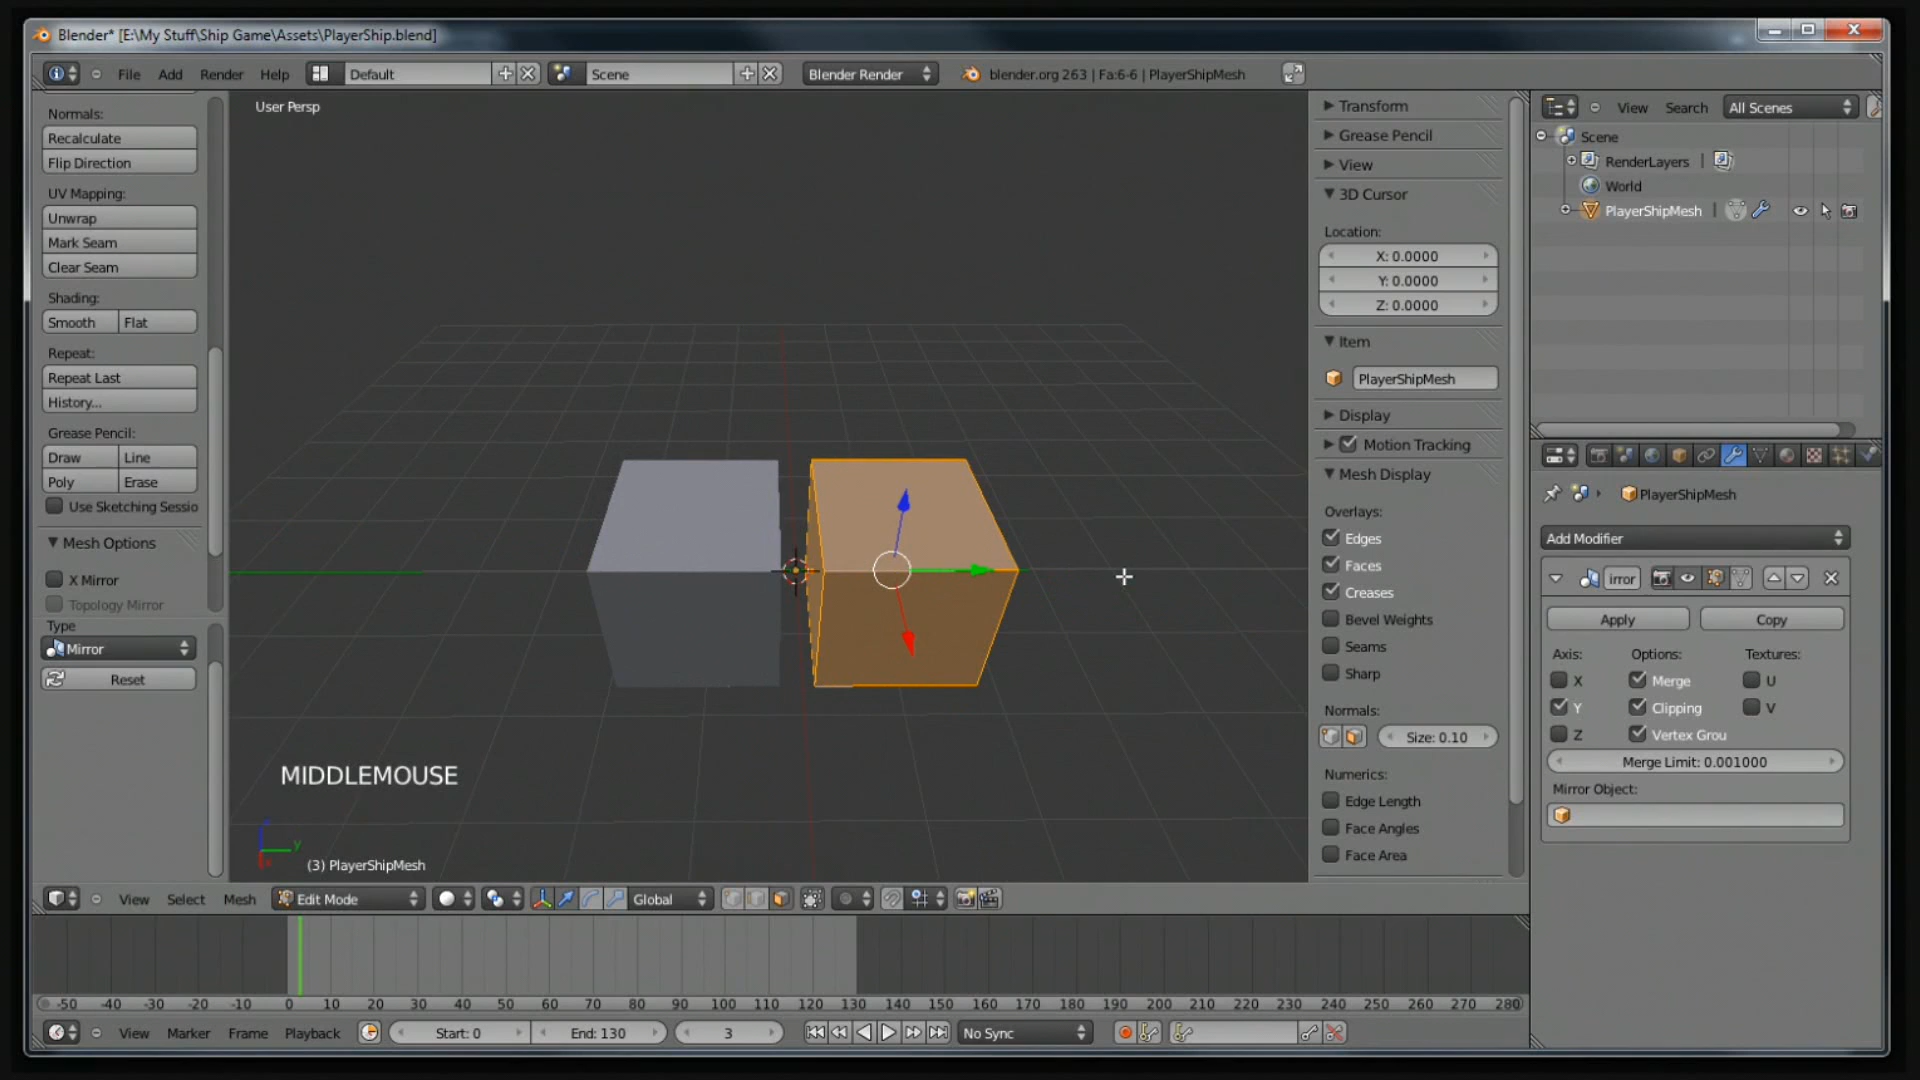 Blender* [E:\My Stuff\Ship Game\Assets\PlayerShip.blend]
File Add Render Help Default Scene Blender Render blender.org 263 | Fa:6-6 | PlayerShipMesh
Normals:
Recalculate
Flip Direction
UV Mapping:
Unwrap
Mark Seam
Clear Seam
Shading:
Smooth Flat
Repeat:
Repeat Last
History...
Grease Pencil:
Draw Line
Poly Erase
Use Sketching Sessio
Mesh Options
X Mirror
Topology Mirror
Type
Mirror
Reset
User Persp
MIDDLEMOUSE
y
(3) PlayerShipMesh
Transform
Grease Pencil
View
3D Cursor
Location:
X: 0.0000
Y: 0.0000
Z: 0.0000
Item
PlayerShipMesh
Display
Motion Tracking
Mesh Display
Overlays:
Edges
Faces
Creases
Bevel Weights
Seams
Sharp
Normals:
Size: 0.10
Numerics:
Edge Length
Face Angles
Face Area
View Search All Scenes
Scene
RenderLayers |
World
PlayerShipMesh |
PlayerShipMesh
Add Modifier
irror
Apply Copy
Axis: Options: Textures:
X Merge U
Y Clipping V
Z Vertex Grou
Merge Limit: 0.001000
Mirror Object:
View Select Mesh Edit Mode Global
-50 -40 -30 -20 -10 0 10 20 30 40 50 60 70 80 90 100 110 120 130 140 150 160 170 180 190 200 210 220 230 240 250 260 270 280
View Marker Frame Playback Start: 0 End: 130 3 No Sync